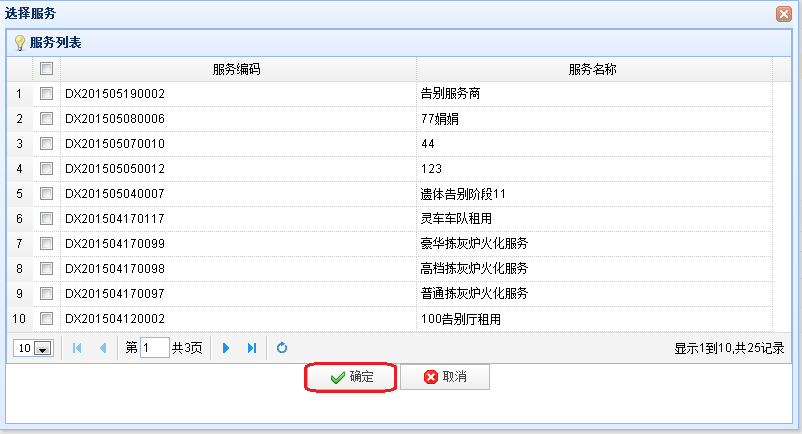 选择服务
服务列表
服务编码 服务名称
1 DX201505190002 告别服务商
2 DX201505080006 77娟娟
3 DX201505070010 44
4 DX201505050012 123
5 DX201505040007 遗体告别阶段11
6 DX201504170117 灵车车队租用
7 DX201504170099 豪华拣灰炉火化服务
8 DX201504170098 高档拣灰炉火化服务
9 DX201504170097 普通拣灰炉火化服务
10 DX201504120002 100告别厅租用
10 第 1 共3页 显示1到10,共25记录
确定 取消